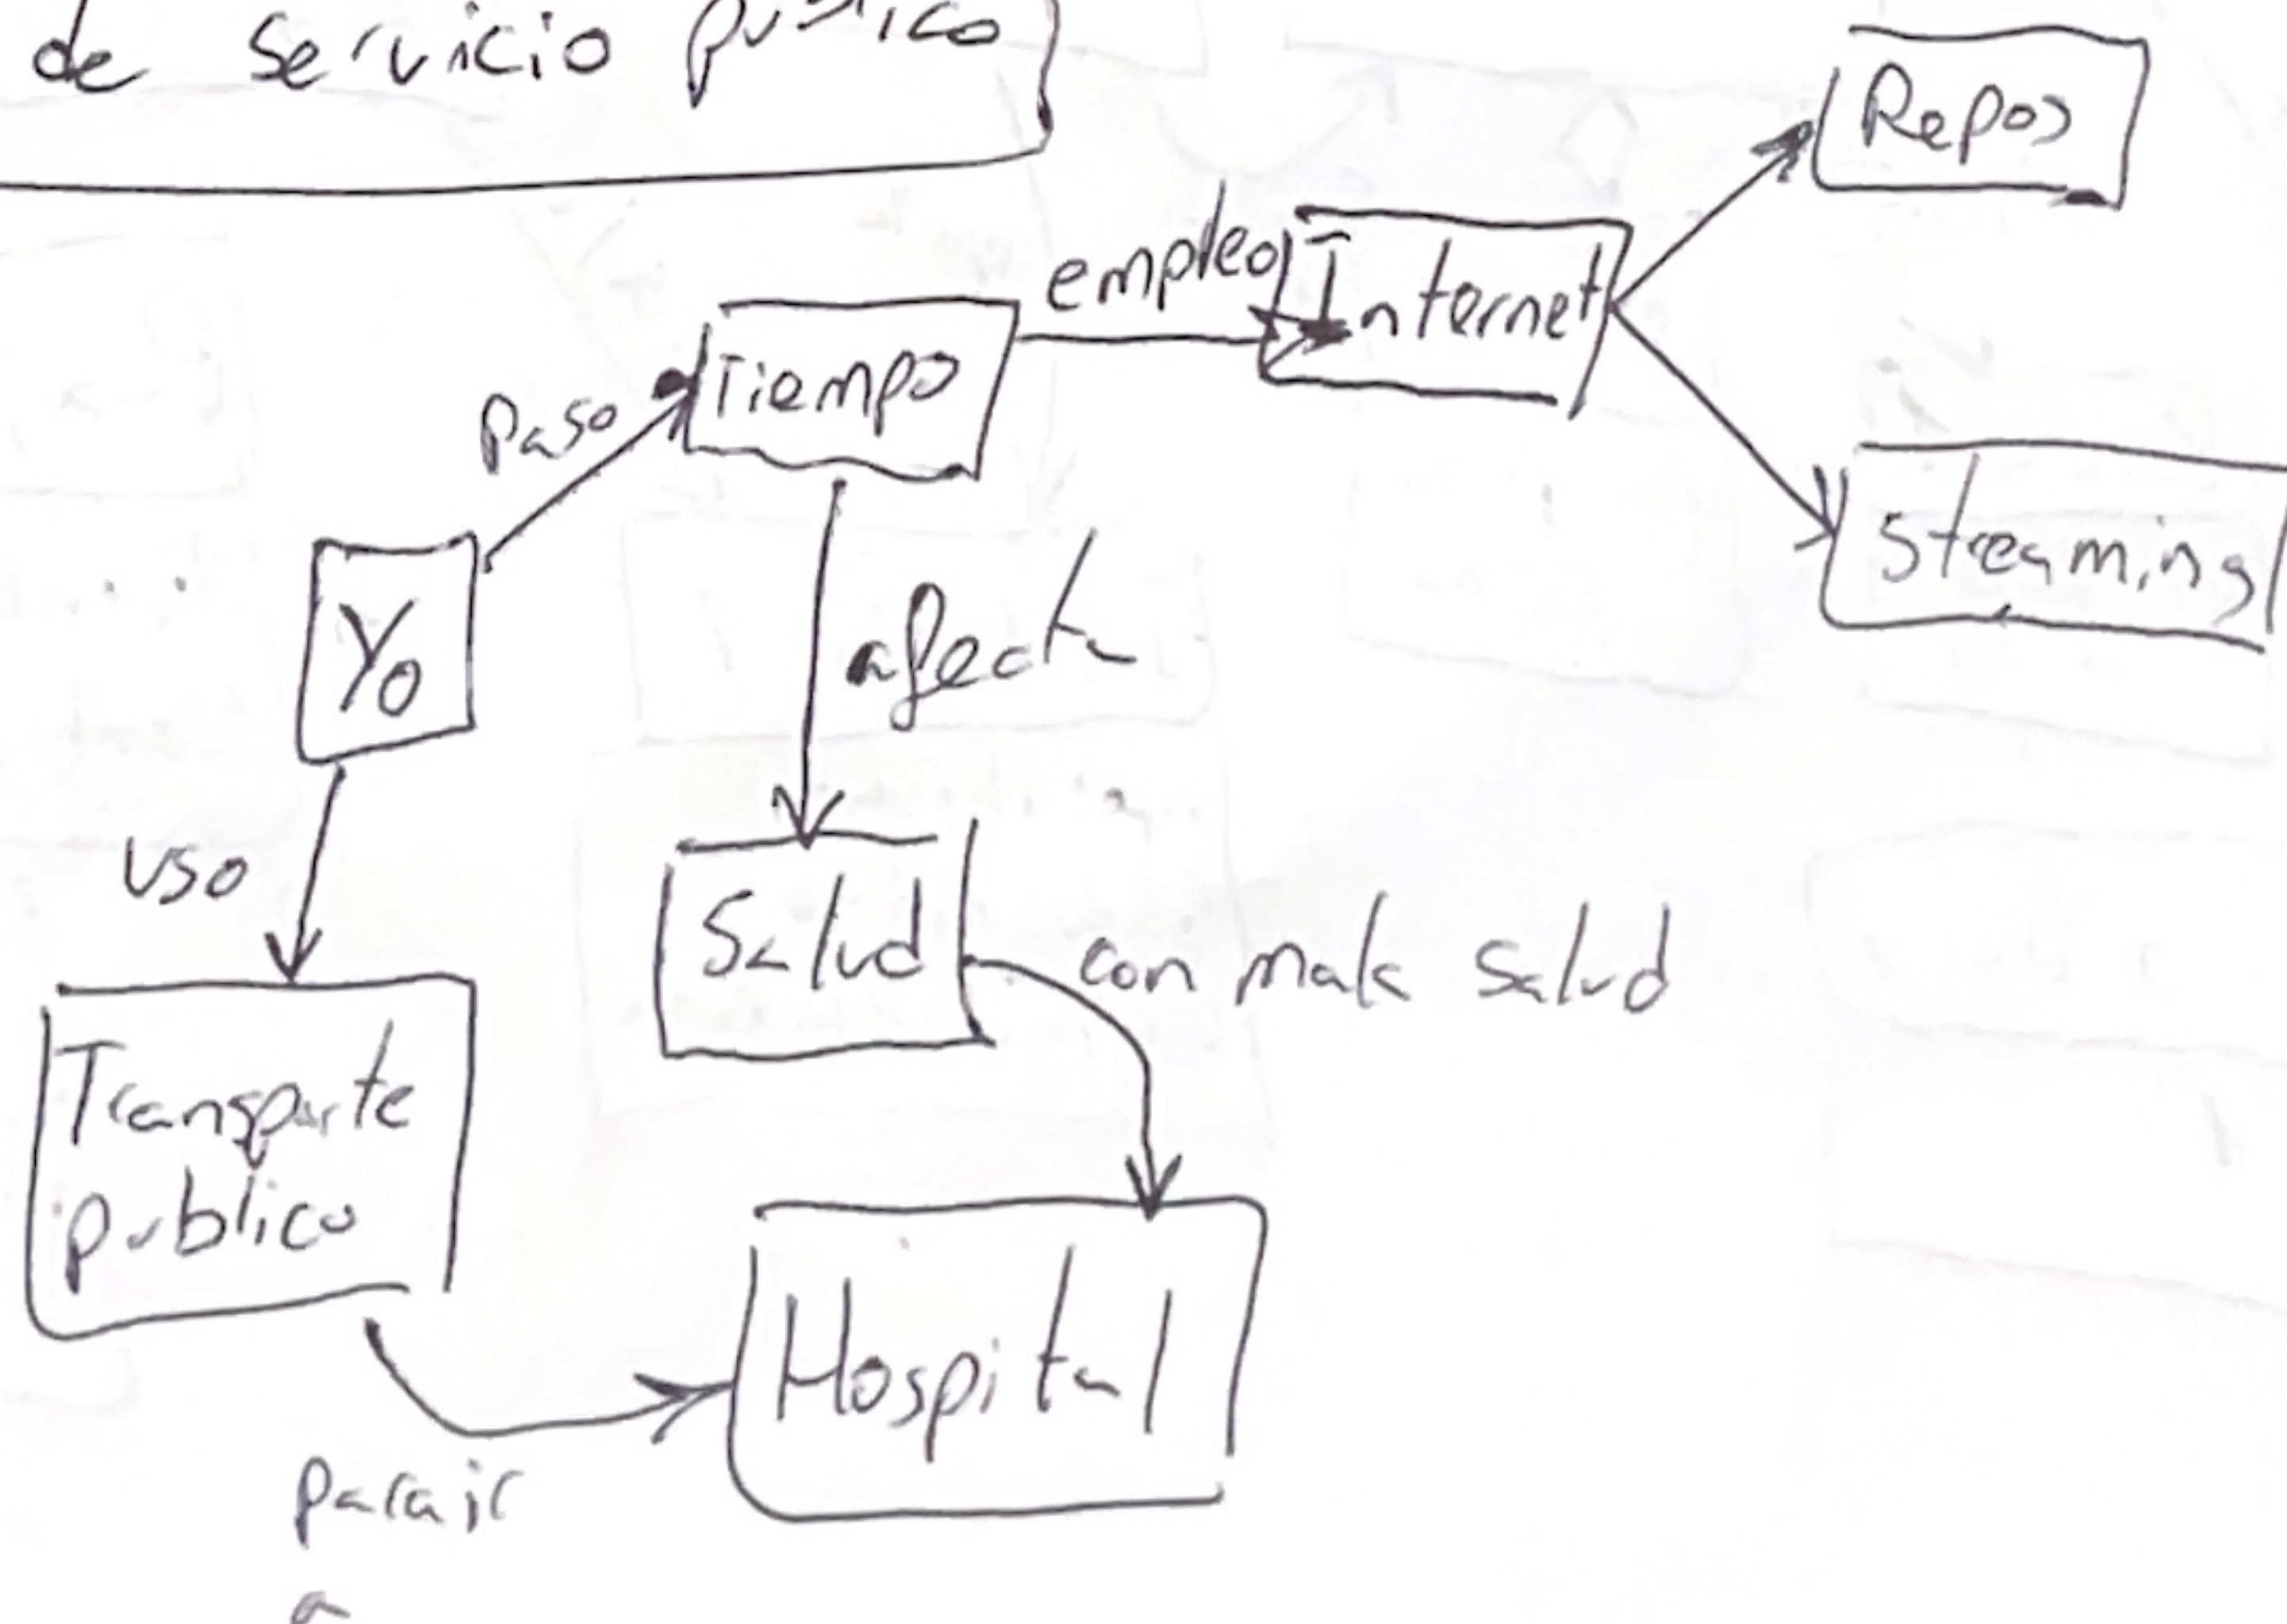 de servicio publico
Repos
empleo
Internet
Tiempo
Paso
Streaming
Yo
afecta
uso
Salud
con mala salud
Transporte
publico
Hospital
para ir
a